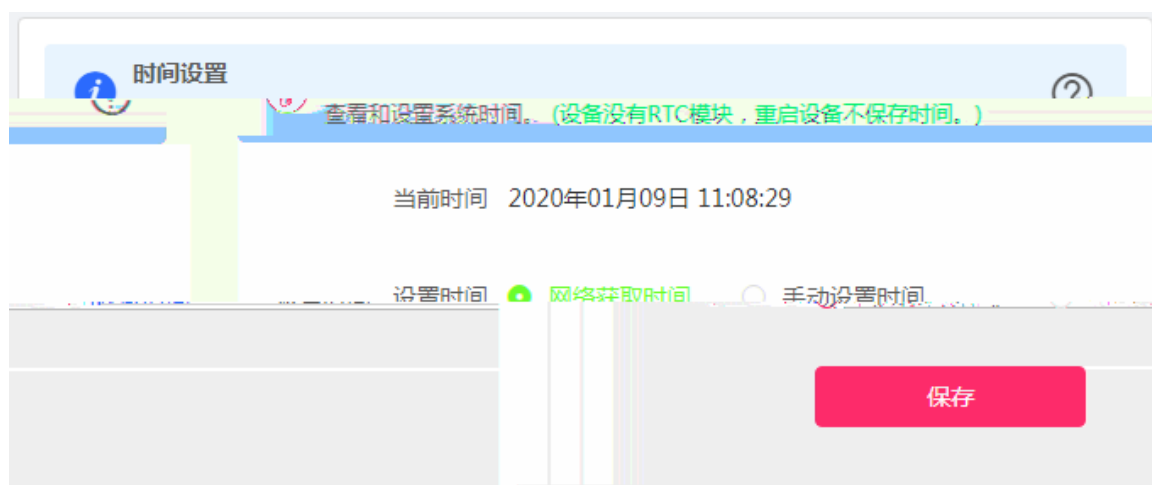 时间设置
查看和设置系统时间。(设备没有RTC模块,重启设备不保存时间。)
当前时间 2020年01月09日 11:08:29
设置时间 网络获取时间 手动设置时间
保存